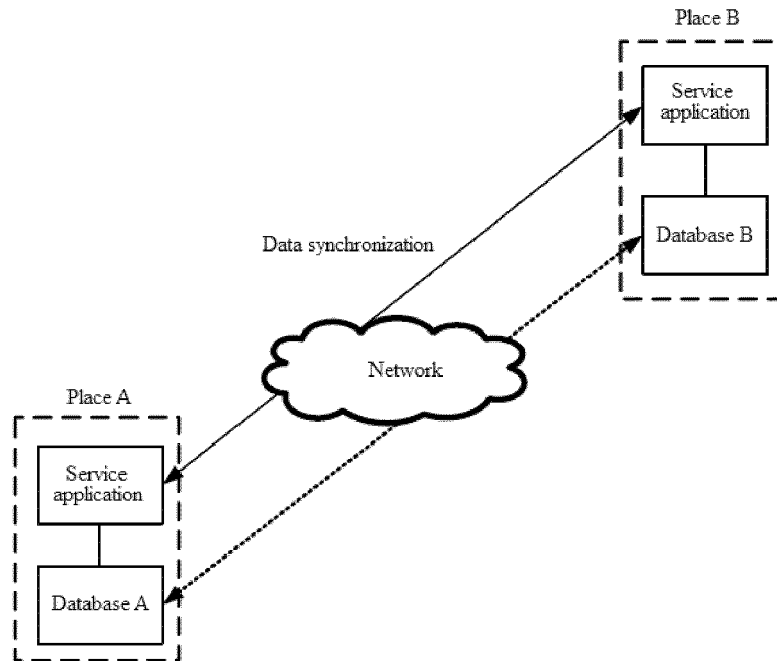 Place B
Service
application
Database B
Data synchronization
Network
Place A
Service
application
Database A